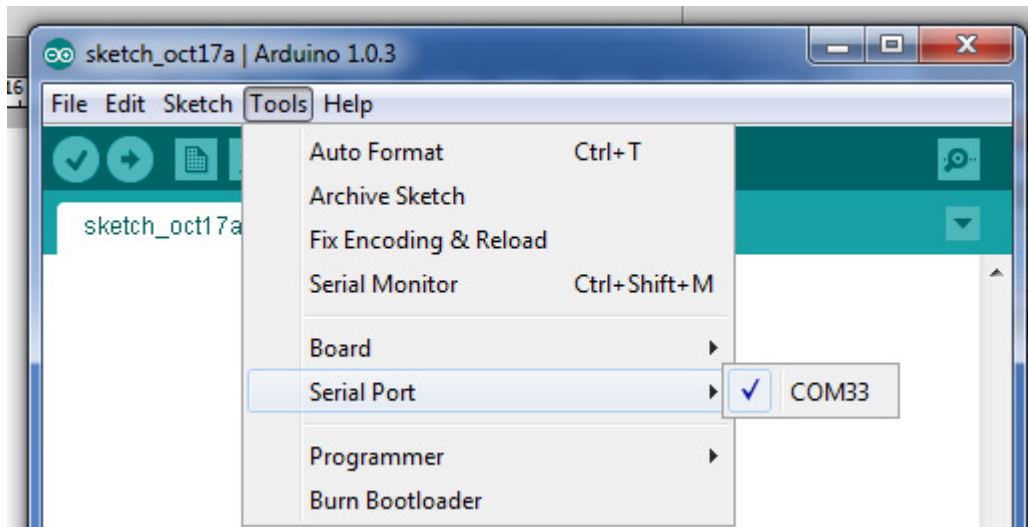 sketch_oct17a | Arduino 1.0.3
16
File Edit Sketch Tools Help
Auto Format Ctrl+T
Archive Sketch
sketch_oct17a
Fix Encoding & Reload
Serial Monitor Ctrl+Shift+M
Board
Serial Port COM33
Programmer
Burn Bootloader